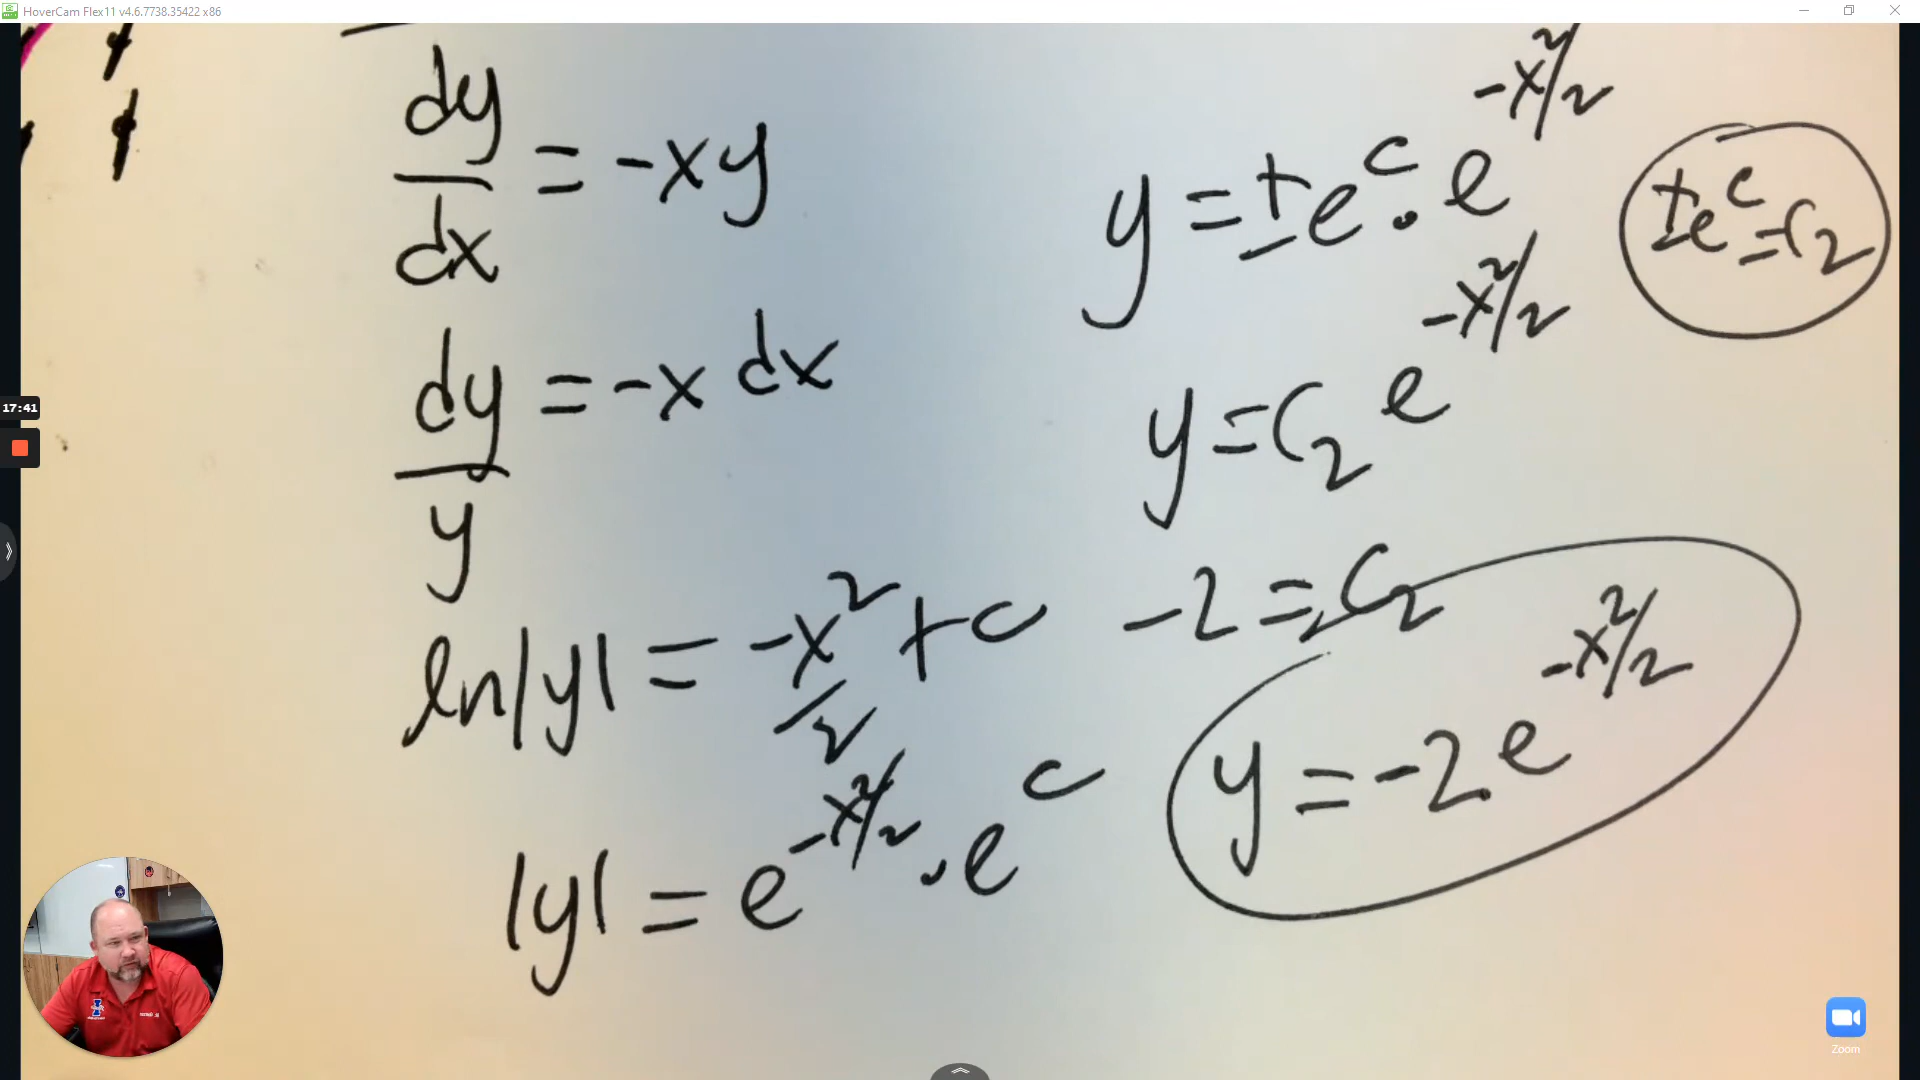 HoverCam Flex11 v4.6.7738.35422 x86
dy/dx = -xy
dy/y = -x dx
ln|y| = -x²/2 + c
|y| = e^(-x²/2) · e^c
y = ±e^c · e^(-x²/2)
±e^c = C₂
y = C₂ e^(-x²/2)
-2 = C₂
y = -2e^(-x²/2)
17:41
Zoom